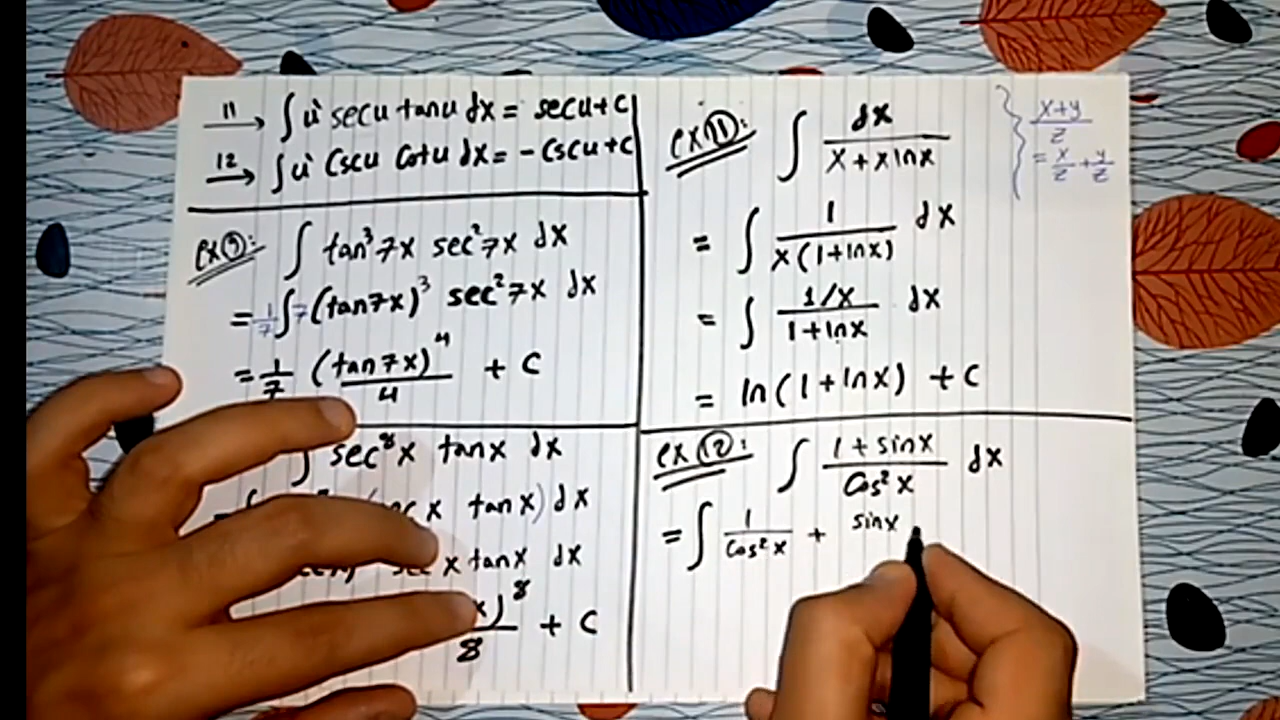 11 → ∫ u' secu tanu dx = secu + C
12 → ∫ u' Cscu Cotu dx = - Cscu + C
ex 9: ∫ tan³7x sec²7x dx
= 1/7 ∫ 7 (tan7x)³ sec²7x dx
= 1/7 (tan7x)⁴/4 + C
∫ sec⁸x tanx dx
x tanx) dx
x tanx dx
x)⁸/8 + C
ex 11: ∫ dx/(x + x lnx)
= ∫ 1/(x(1+lnx)) dx
= ∫ (1/x)/(1+lnx) dx
= ln(1+lnx) + C
(x+y)/z
= x/z + y/z
ex 12: ∫ (1 + sinx)/(Cos²x) dx
= ∫ 1/(Cos²x) + sinx